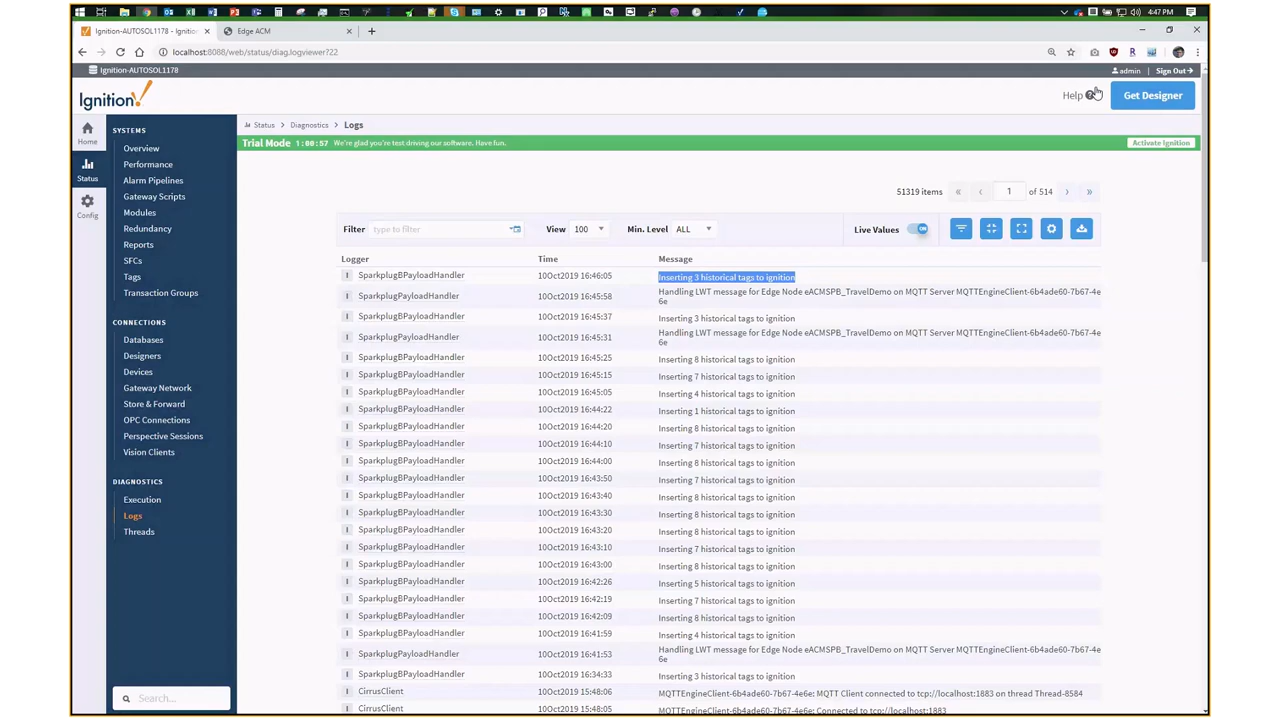 4:47 PM
Ignition-AUTOSOL1178 - Ignition
Edge ACM
localhost:8088/web/status/diag.logviewer?22
Ignition-AUTOSOL1178
admin
Sign Out
Ignition!
Help
Get Designer
Home
Status
Config
SYSTEMS
Overview
Performance
Alarm Pipelines
Gateway Scripts
Modules
Redundancy
Reports
SFCs
Tags
Transaction Groups
CONNECTIONS
Databases
Designers
Devices
Gateway Network
Store & Forward
OPC Connections
Perspective Sessions
Vision Clients
DIAGNOSTICS
Execution
Logs
Threads
Search...
Status > Diagnostics > Logs
Trial Mode 1:00:57 We're glad you're test driving our software. Have fun.
Activate Ignition
51319 items « ‹ 1 of 514 › »
Filter type to filter View 100 Min. Level ALL Live Values ON
Logger Time Message
I SparkplugBPayloadHandler 10Oct2019 16:46:05 Inserting 3 historical tags to ignition
I SparkplugPayloadHandler 10Oct2019 16:45:58 Handling LWT message for Edge Node eACMSPB_TravelDemo on MQTT Server MQTTEngineClient-6b4ade60-7b67-4e
6e
I SparkplugBPayloadHandler 10Oct2019 16:45:37 Inserting 3 historical tags to ignition
I SparkplugPayloadHandler 10Oct2019 16:45:31 Handling LWT message for Edge Node eACMSPB_TravelDemo on MQTT Server MQTTEngineClient-6b4ade60-7b67-4e
6e
I SparkplugBPayloadHandler 10Oct2019 16:45:25 Inserting 8 historical tags to ignition
I SparkplugBPayloadHandler 10Oct2019 16:45:15 Inserting 7 historical tags to ignition
I SparkplugBPayloadHandler 10Oct2019 16:45:05 Inserting 4 historical tags to ignition
I SparkplugBPayloadHandler 10Oct2019 16:44:22 Inserting 1 historical tags to ignition
I SparkplugBPayloadHandler 10Oct2019 16:44:20 Inserting 8 historical tags to ignition
I SparkplugBPayloadHandler 10Oct2019 16:44:10 Inserting 7 historical tags to ignition
I SparkplugBPayloadHandler 10Oct2019 16:44:00 Inserting 8 historical tags to ignition
I SparkplugBPayloadHandler 10Oct2019 16:43:50 Inserting 7 historical tags to ignition
I SparkplugBPayloadHandler 10Oct2019 16:43:40 Inserting 8 historical tags to ignition
I SparkplugBPayloadHandler 10Oct2019 16:43:30 Inserting 8 historical tags to ignition
I SparkplugBPayloadHandler 10Oct2019 16:43:20 Inserting 8 historical tags to ignition
I SparkplugBPayloadHandler 10Oct2019 16:43:10 Inserting 7 historical tags to ignition
I SparkplugBPayloadHandler 10Oct2019 16:43:00 Inserting 8 historical tags to ignition
I SparkplugBPayloadHandler 10Oct2019 16:42:26 Inserting 5 historical tags to ignition
I SparkplugBPayloadHandler 10Oct2019 16:42:19 Inserting 7 historical tags to ignition
I SparkplugBPayloadHandler 10Oct2019 16:42:09 Inserting 8 historical tags to ignition
I SparkplugBPayloadHandler 10Oct2019 16:41:59 Inserting 4 historical tags to ignition
I SparkplugPayloadHandler 10Oct2019 16:41:53 Handling LWT message for Edge Node eACMSPB_TravelDemo on MQTT Server MQTTEngineClient-6b4ade60-7b67-4e
6e
I SparkplugBPayloadHandler 10Oct2019 16:34:33 Inserting 3 historical tags to ignition
I CirrusClient 10Oct2019 15:48:06 MQTTEngineClient-6b4ade60-7b67-4e6e: MQTT Client connected to tcp://localhost:1883 on thread Thread-8584
CirrusClient 10Oct2019 15:48:05 MQTTEngineClient-6b4ade60-7b67-4e6e: Connected to tcp://localhost:1883